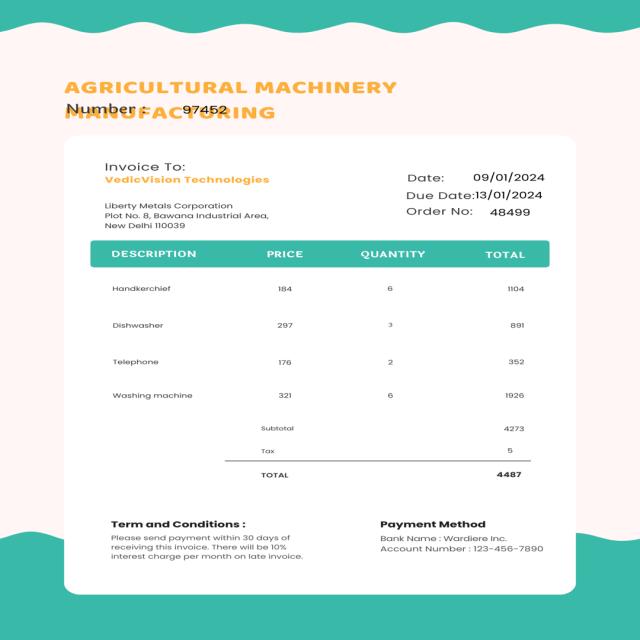 AGRICULTURAL MACHINERY
MANUFACTORING
Number : 97452
Invoice To:
VedicVision Technologies
Liberty Metals Corporation
Plot No. 8, Bawana Industrial Area,
New Delhi 110039
Date: 09/01/2024
Due Date:13/01/2024
Order No: 48499
DESCRIPTION PRICE QUANTITY TOTAL
Handkerchief 184 6 1104
Dishwasher 297 3 891
Telephone 176 2 352
Washing machine 321 6 1926
Subtotal 4273
Tax 5
TOTAL 4487
Term and Conditions :
Please send payment within 30 days of
receiving this invoice. There will be 10%
interest charge per month on late invoice.
Payment Method
Bank Name : Wardiere Inc.
Account Number : 123-456-7890